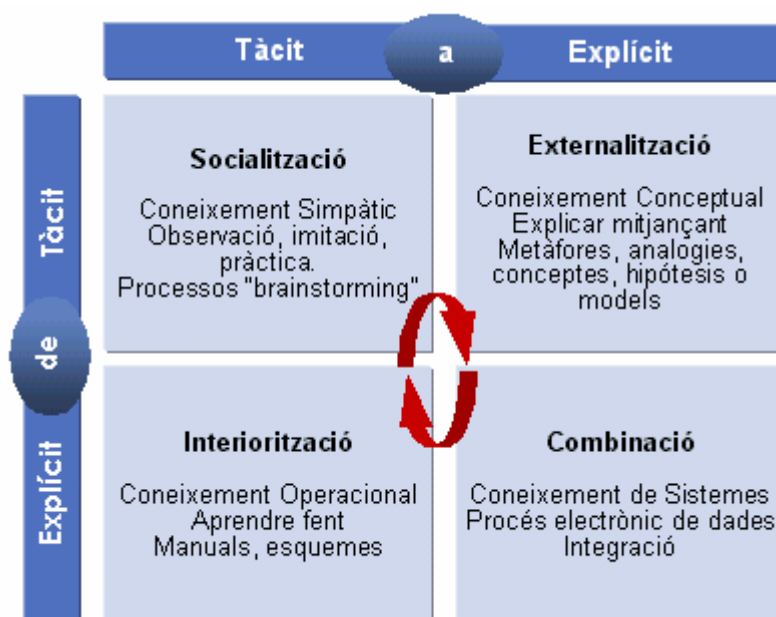 Tàcit
a
Explícit
de
Tàcit
Explícit
Socialització
Coneixement Simpàtic
Observació, imitació,
pràctica.
Processos "brainstorming"
Externalització
Coneixement Conceptual
Explicar mitjançant
Metàfores, analogies,
conceptes, hipótesis o
models
Interiorització
Coneixement Operacional
Aprendre fent
Manuals, esquemes
Combinació
Coneixement de Sistemes
Procés electrònic de dades
Integració